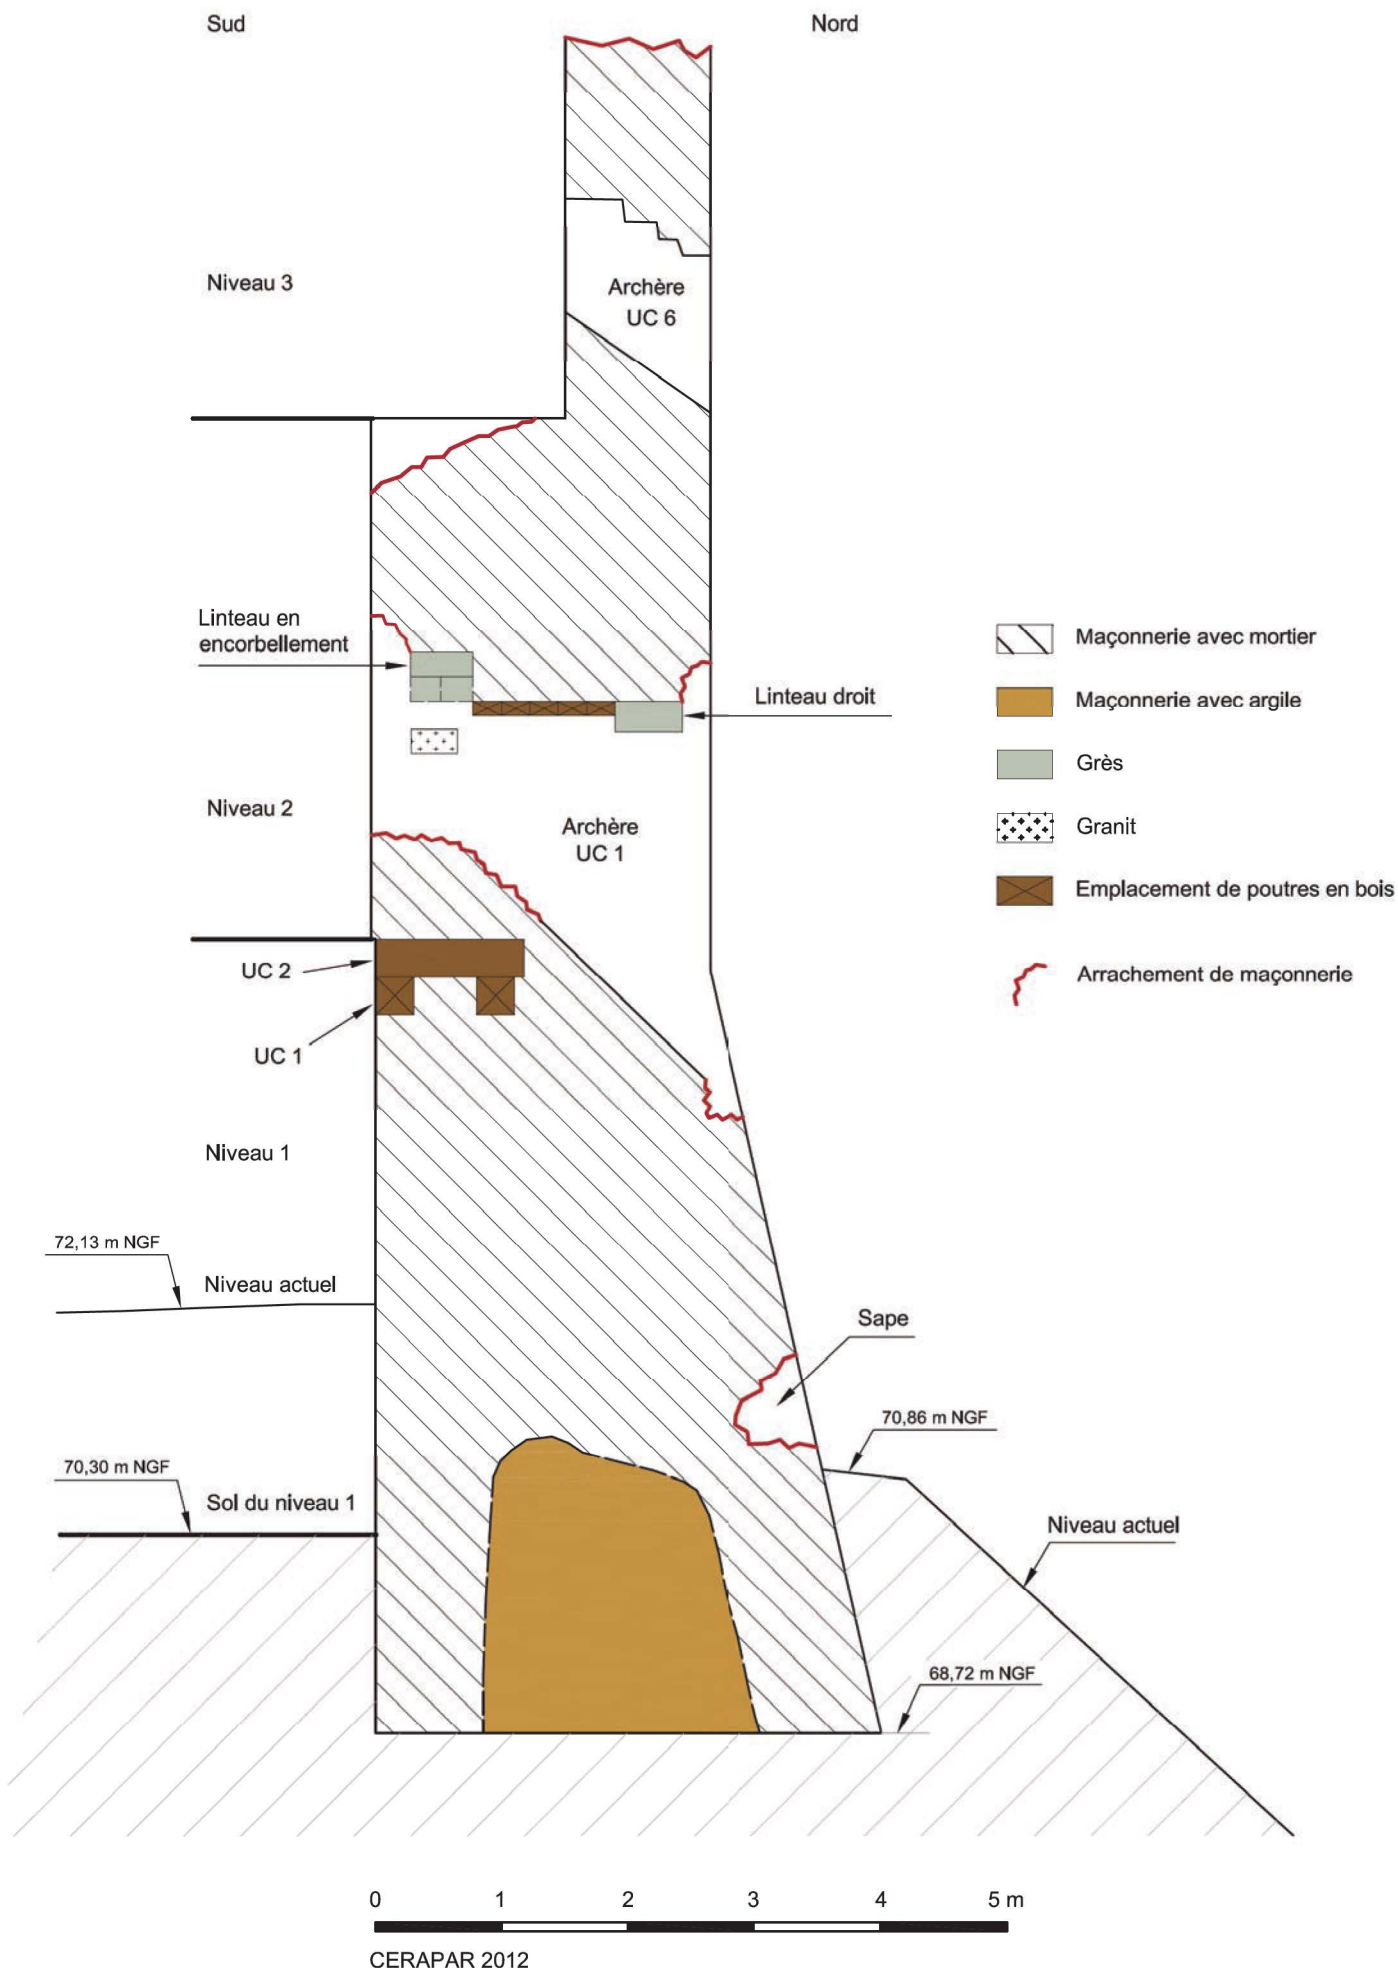 Sud
Nord
Niveau 3
Archère
UC 6
Linteau en
encorbellement
Linteau droit
Niveau 2
Archère
UC 1
UC 2
UC 1
Niveau 1
72,13 m NGF
Niveau actuel
Sape
70,86 m NGF
70,30 m NGF
Sol du niveau 1
Niveau actuel
68,72 m NGF
Maçonnerie avec mortier
Maçonnerie avec argile
Grès
Granit
Emplacement de poutres en bois
Arrachement de maçonnerie
0 1 2 3 4 5 m
CERAPAR 2012